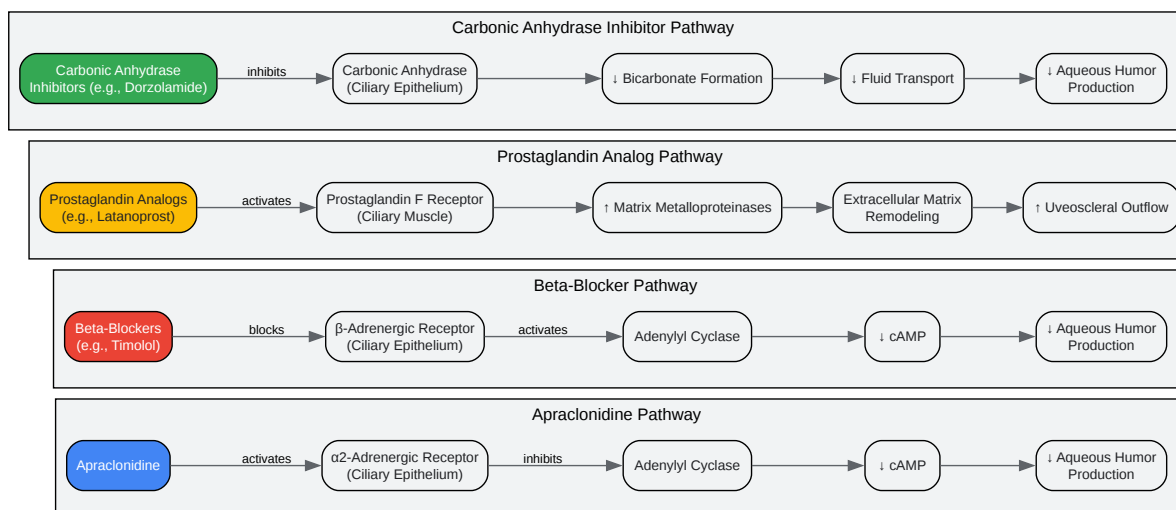 Carbonic Anhydrase Inhibitor Pathway
Carbonic Anhydrase
Inhibitors (e.g., Dorzolamide)
inhibits
Carbonic Anhydrase
(Ciliary Epithelium)
↓ Bicarbonate Formation
↓ Fluid Transport
↓ Aqueous Humor
Production
Prostaglandin Analog Pathway
Prostaglandin Analogs
(e.g., Latanoprost)
activates
Prostaglandin F Receptor
(Ciliary Muscle)
↑ Matrix Metalloproteinases
Extracellular Matrix
Remodeling
↑ Uveoscleral Outflow
Beta-Blocker Pathway
Beta-Blockers
(e.g., Timolol)
blocks
β-Adrenergic Receptor
(Ciliary Epithelium)
activates
Adenylyl Cyclase
↓ cAMP
↓ Aqueous Humor
Production
Apraclonidine Pathway
Apraclonidine
activates
α2-Adrenergic Receptor
(Ciliary Epithelium)
inhibits
Adenylyl Cyclase
↓ cAMP
↓ Aqueous Humor
Production